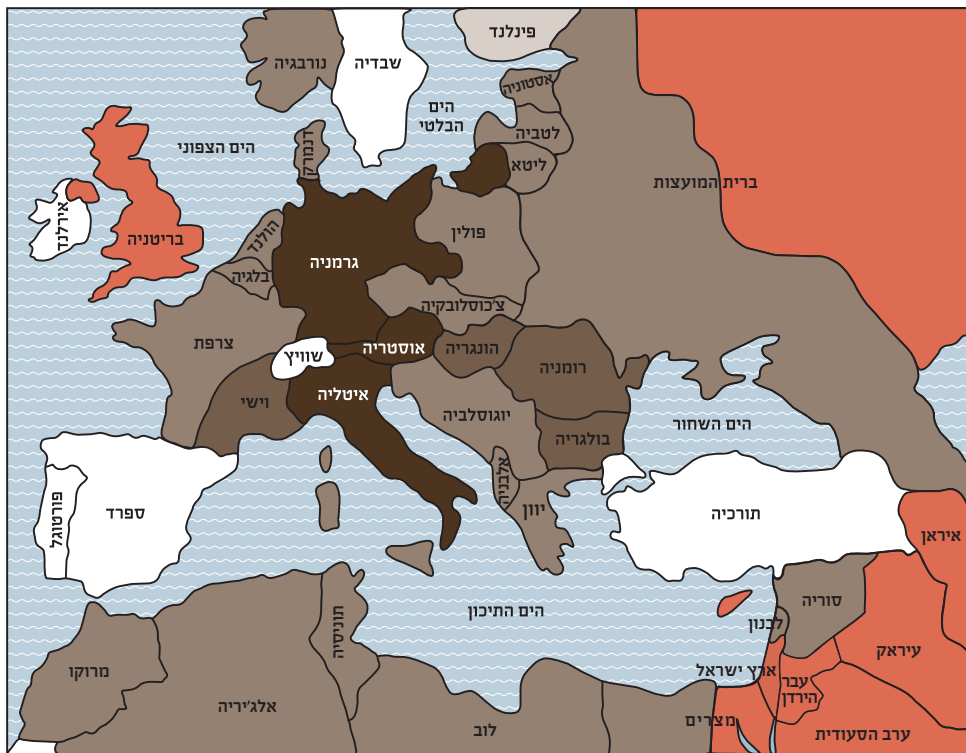 פינלנד
שבדיה
נורבגיה
אסטוניה
הים
הבלטי
לטביה
דנמרק
הים הצפוני
ליטא
ברית המועצות
אירלנד
בריטניה
הולנד
פולין
גרמניה
בלגיה
צ'כוסלובקיה
צרפת
שוויץ
אוסטריה
הונגריה
רומניה
וישי
איטליה
יוגוסלביה
בולגריה
הים השחור
אלבניה
יוון
פורטוגל
ספרד
תורכיה
איראן
סוריה
הים התיכון
לבנון
תוניסיה
עיראק
מרוקו
ארץ ישראל
עבר
הירדן
אלג'יריה
לוב
מצרים
ערב הסעודית